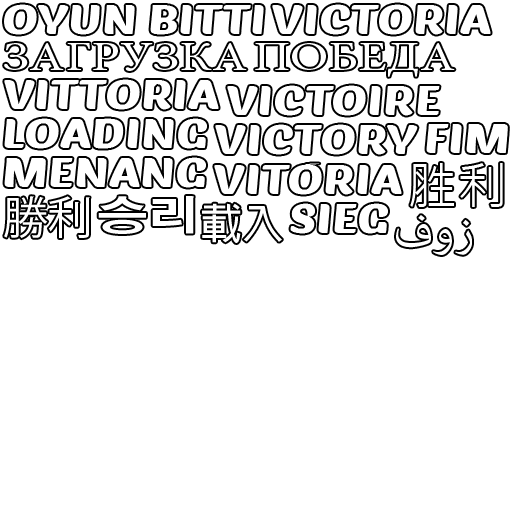 OYUN BITTI VICTORIA
ЗАГРУЗКА ПОБЕДА
VITTORIA VICTOIRE
LOADING VICTORY FIM
MENANG VITÓRIA 胜利
勝利 승리 載入 SIEG زوف